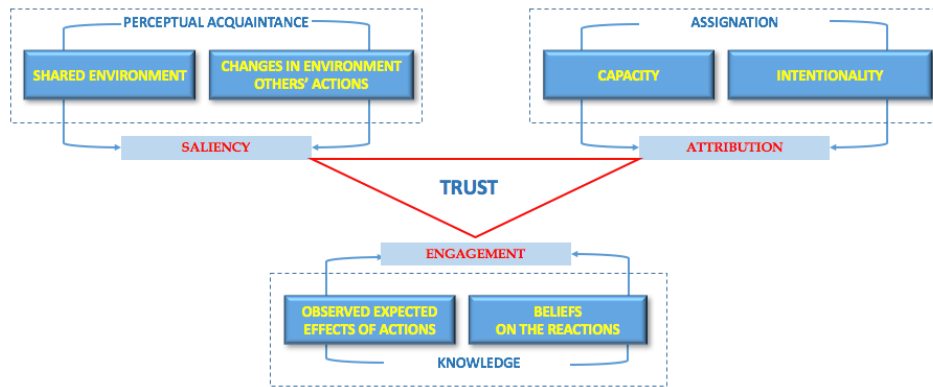 PERCEPTUAL ACQUAINTANCE
SHARED ENVIRONMENT
CHANGES IN ENVIRONMENT
OTHERS' ACTIONS
SALIENCY
ASSIGNATION
CAPACITY
INTENTIONALITY
ATTRIBUTION
TRUST
ENGAGEMENT
OBSERVED EXPECTED
EFFECTS OF ACTIONS
BELIEFS
ON THE REACTIONS
KNOWLEDGE